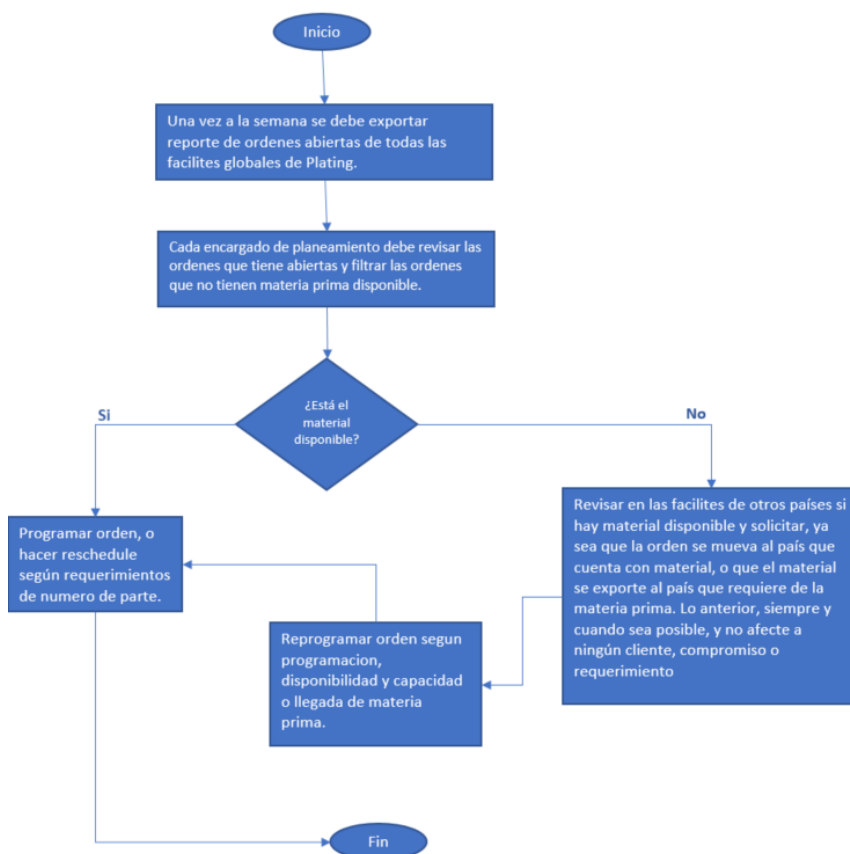 Inicio
Una vez a la semana se debe exportar
reporte de ordenes abiertas de todas las
facilites globales de Plating.
Cada encargado de planeamiento debe revisar las
ordenes que tiene abiertas y filtrar las ordenes
que no tienen materia prima disponible.
¿Está el
material
disponible?
Si
No
Programar orden, o
hacer reschedule
según requerimientos
de numero de parte.
Revisar en las facilites de otros países si
hay material disponible y solicitar, ya
sea que la orden se mueva al país que
cuenta con material, o que el material
se exporte al país que requiere de la
materia prima. Lo anterior, siempre y
cuando sea posible, y no afecte a
ningún cliente, compromiso o
requerimiento
Reprogramar orden segun
programacion,
disponibilidad y capacidad
o llegada de materia
prima.
Fin